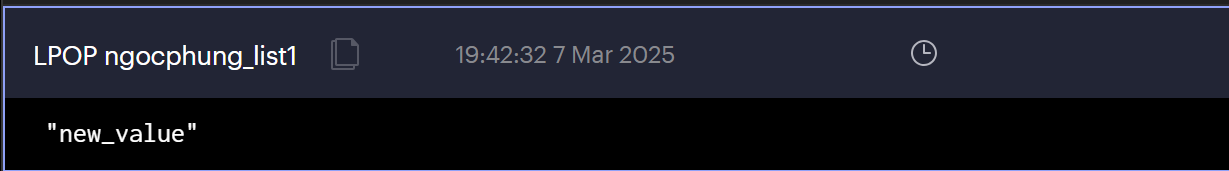 LPOP ngocphung_list1 19:42:32 7 Mar 2025
"new_value"